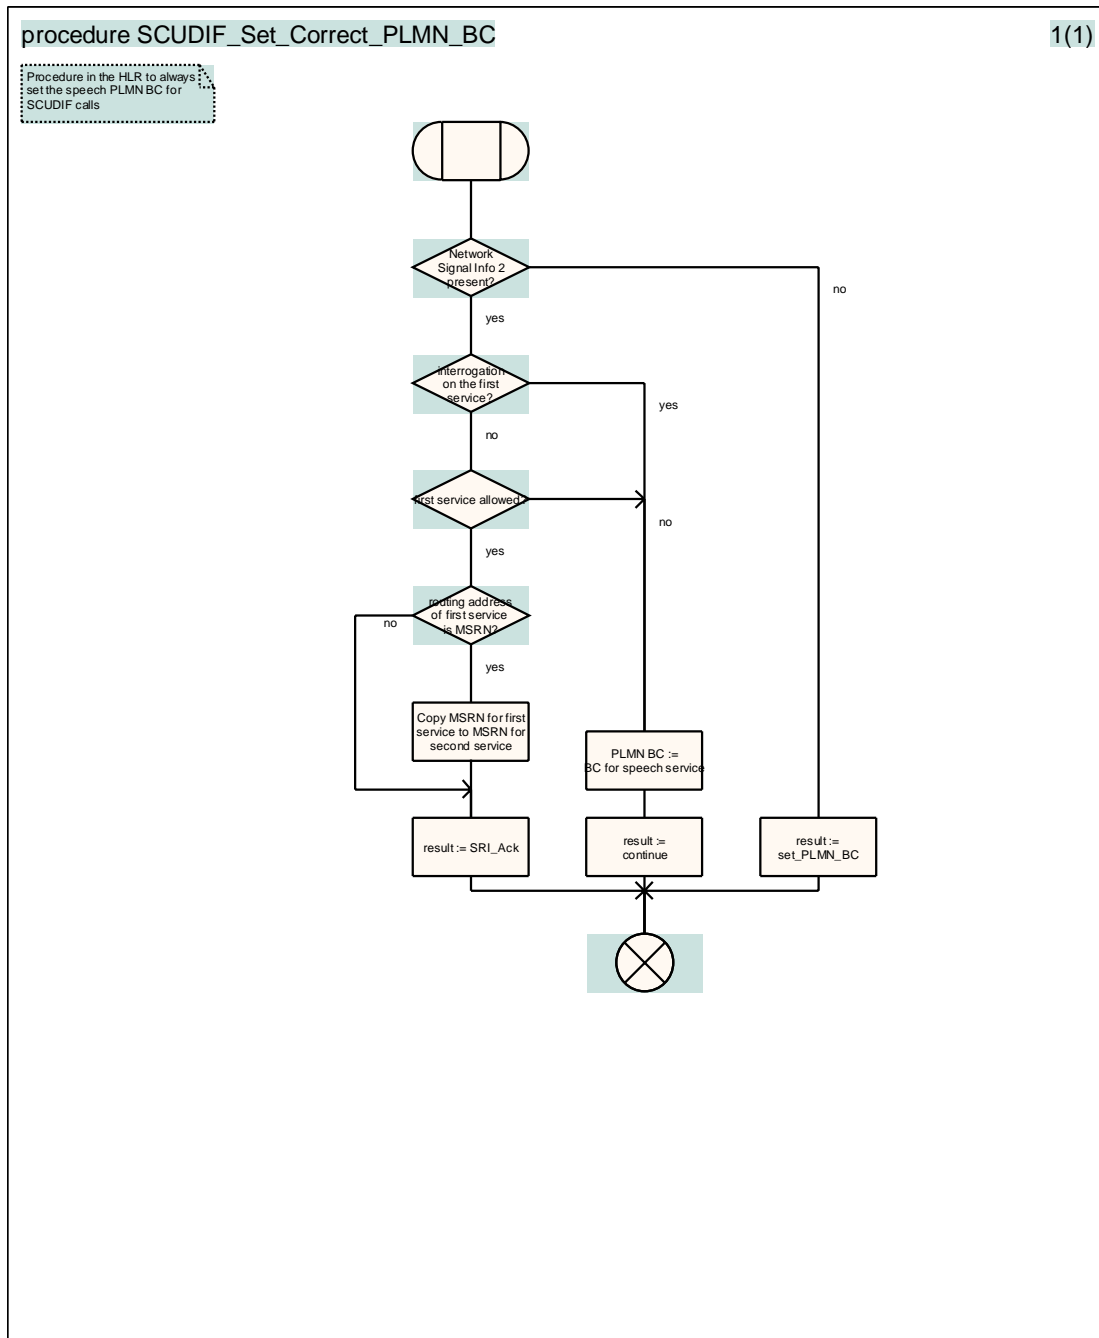 procedure SCUDIF_Set_Correct_PLMN_BC
1(1)
Procedure in the HLR to always
set the speech PLMN BC for
SCUDIF calls
Network
Signal Info 2
present?
no
yes
interrogation
on the first
service?
yes
no
first service allowed?
no
yes
routing address
of first service
is MSRN?
no
yes
Copy MSRN for first
service to MSRN for
second service
PLMN BC :=
BC for speech service
result := SRI_Ack
result :=
continue
result :=
set_PLMN_BC